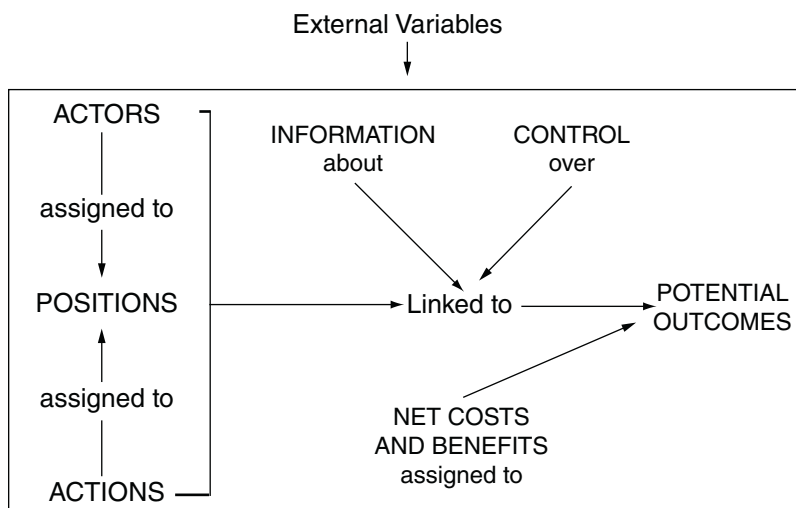 External Variables
ACTORS
assigned to
POSITIONS
assigned to
ACTIONS
INFORMATION
about
CONTROL
over
Linked to
POTENTIAL
OUTCOMES
NET COSTS
AND BENEFITS
assigned to